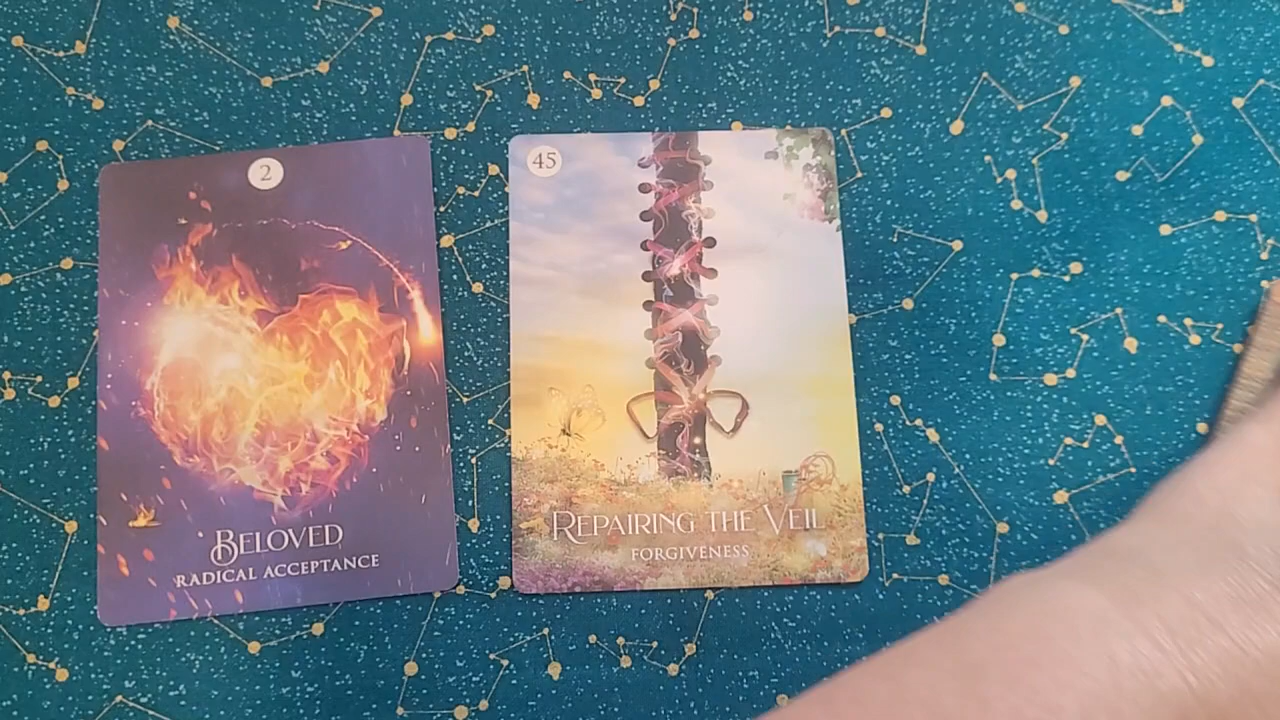 2
BELOVED
RADICAL ACCEPTANCE
45
REPAIRING THE VEIL
FORGIVENESS